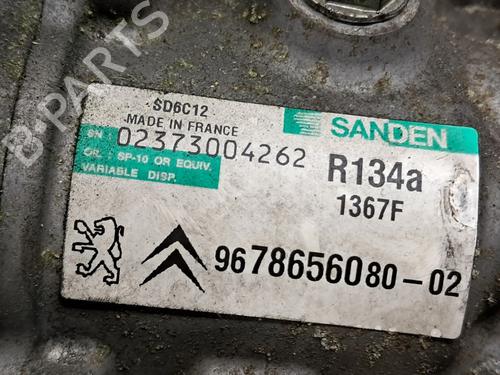 B-PARTS
SD6C12
MADE IN FRANCE
SANDEN
SN: 02373004262
OIL: SP-10 OR EQUIV.
VARIABLE DISP.
R134a
1367F
9678656080-02